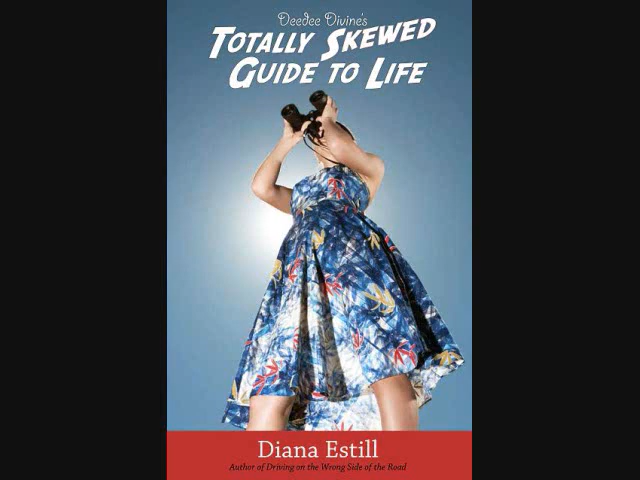 Deedee Divine's
TOTALLY SKEWED
GUIDE TO LIFE
Diana Estill
Author of Driving on the Wrong Side of the Road